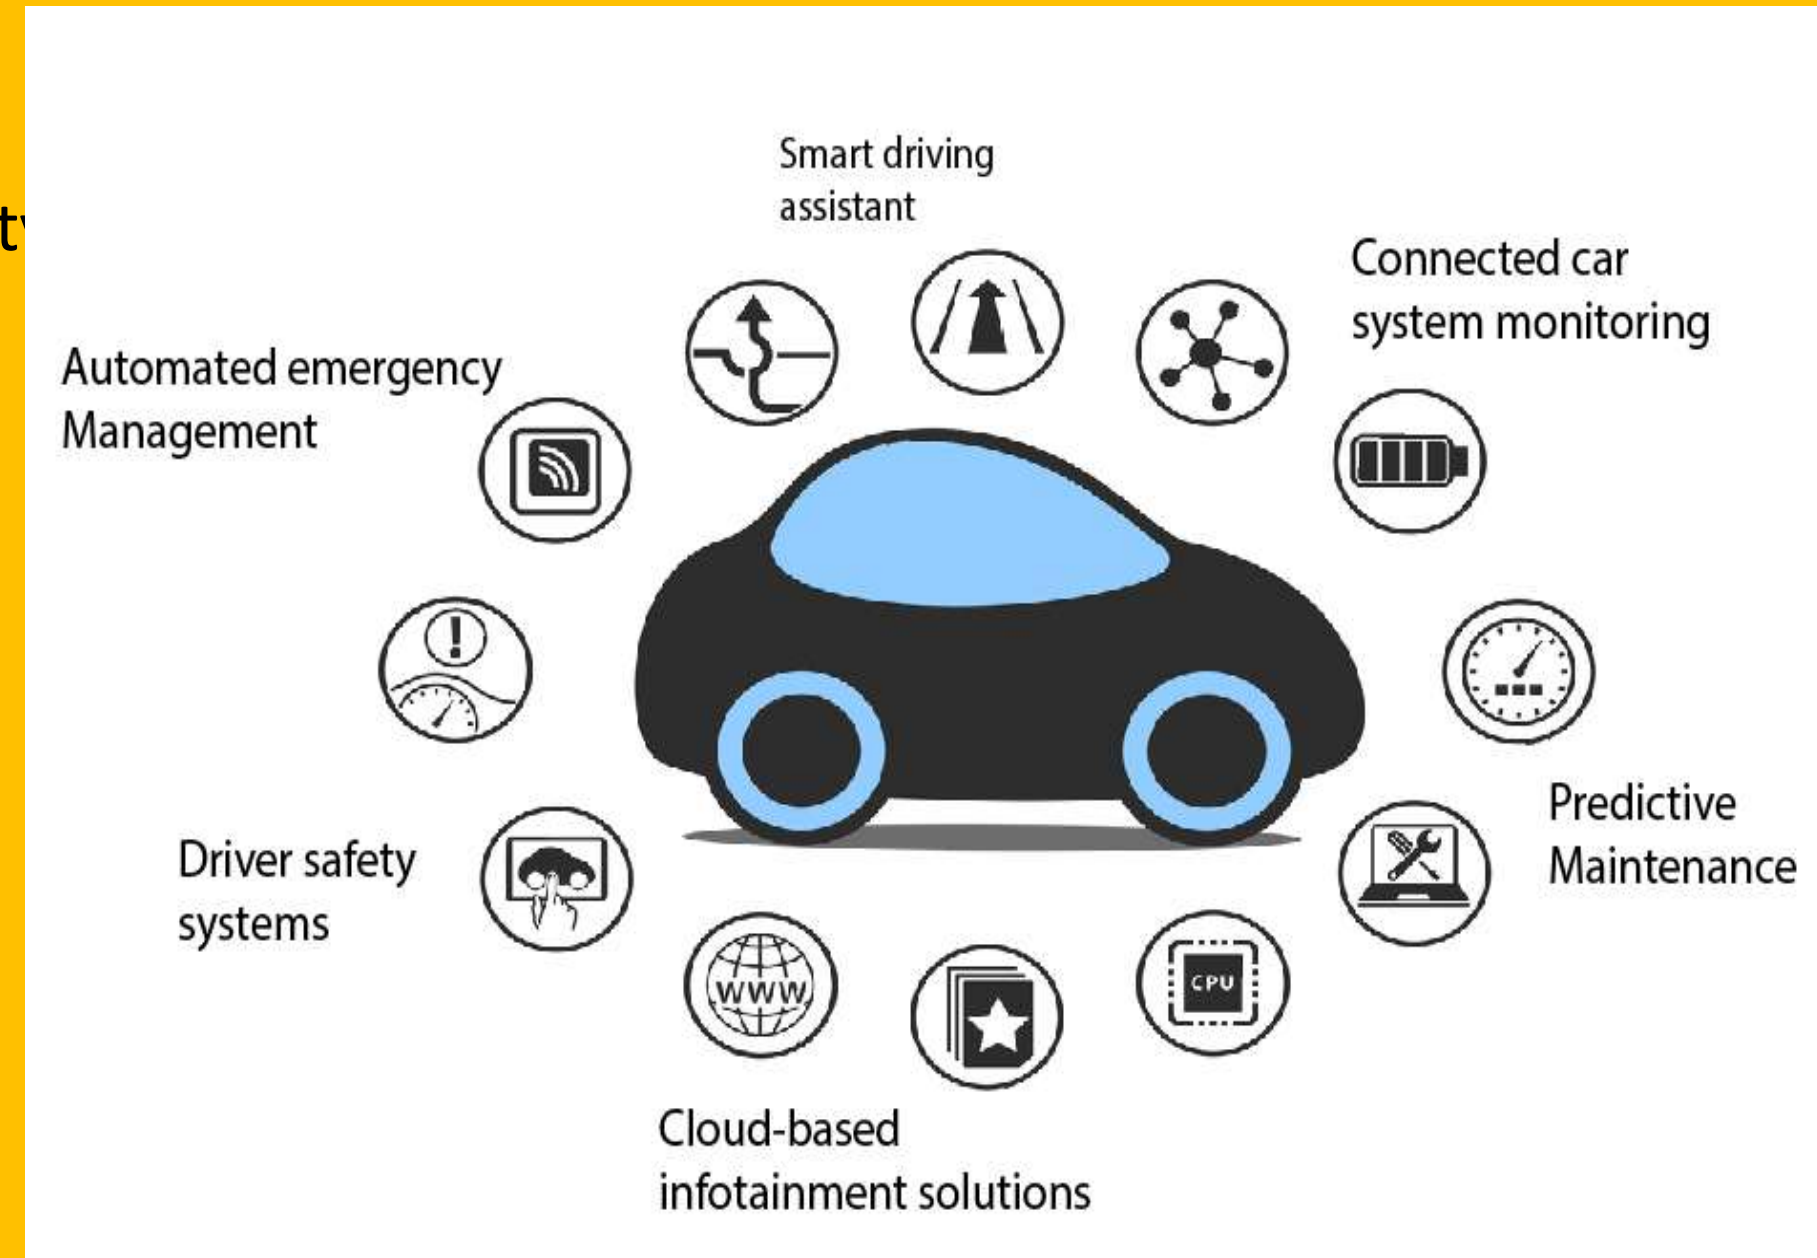 Smart driving
assistant
Connected car
system monitoring
Automated emergency
Management
Predictive
Maintenance
Driver safety
systems
WWW
CPU
Cloud-based
infotainment solutions